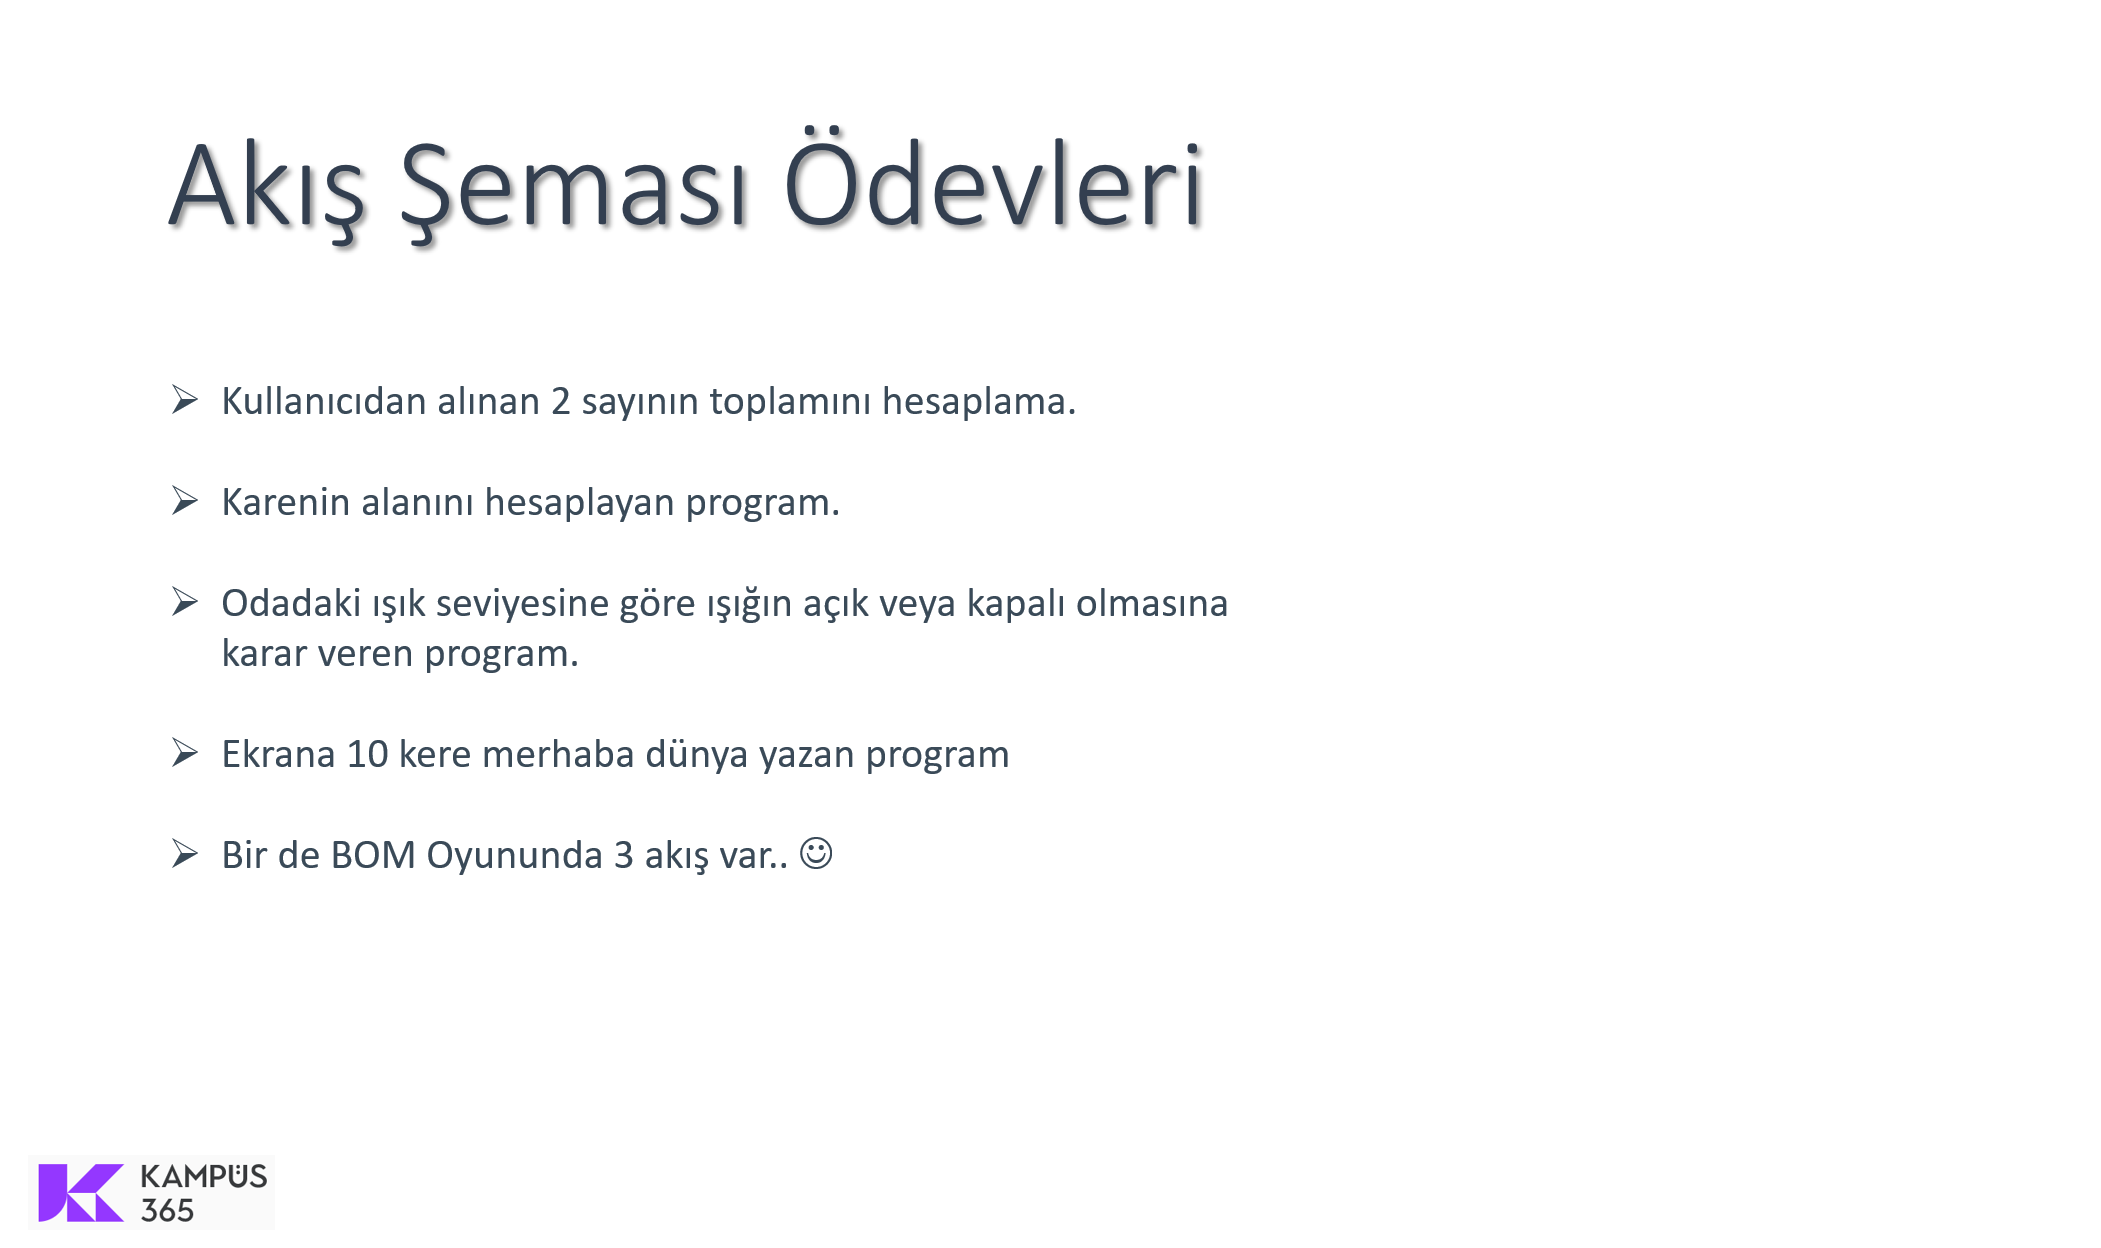 Akış Şeması Ödevleri
➢ Kullanıcıdan alınan 2 sayının toplamını hesaplama.
➢ Karenin alanını hesaplayan program.
➢ Odadaki ışık seviyesine göre ışığın açık veya kapalı olmasına
karar veren program.
➢ Ekrana 10 kere merhaba dünya yazan program
➢ Bir de BOM Oyununda 3 akış var.. ☺
KAMPÜS
365